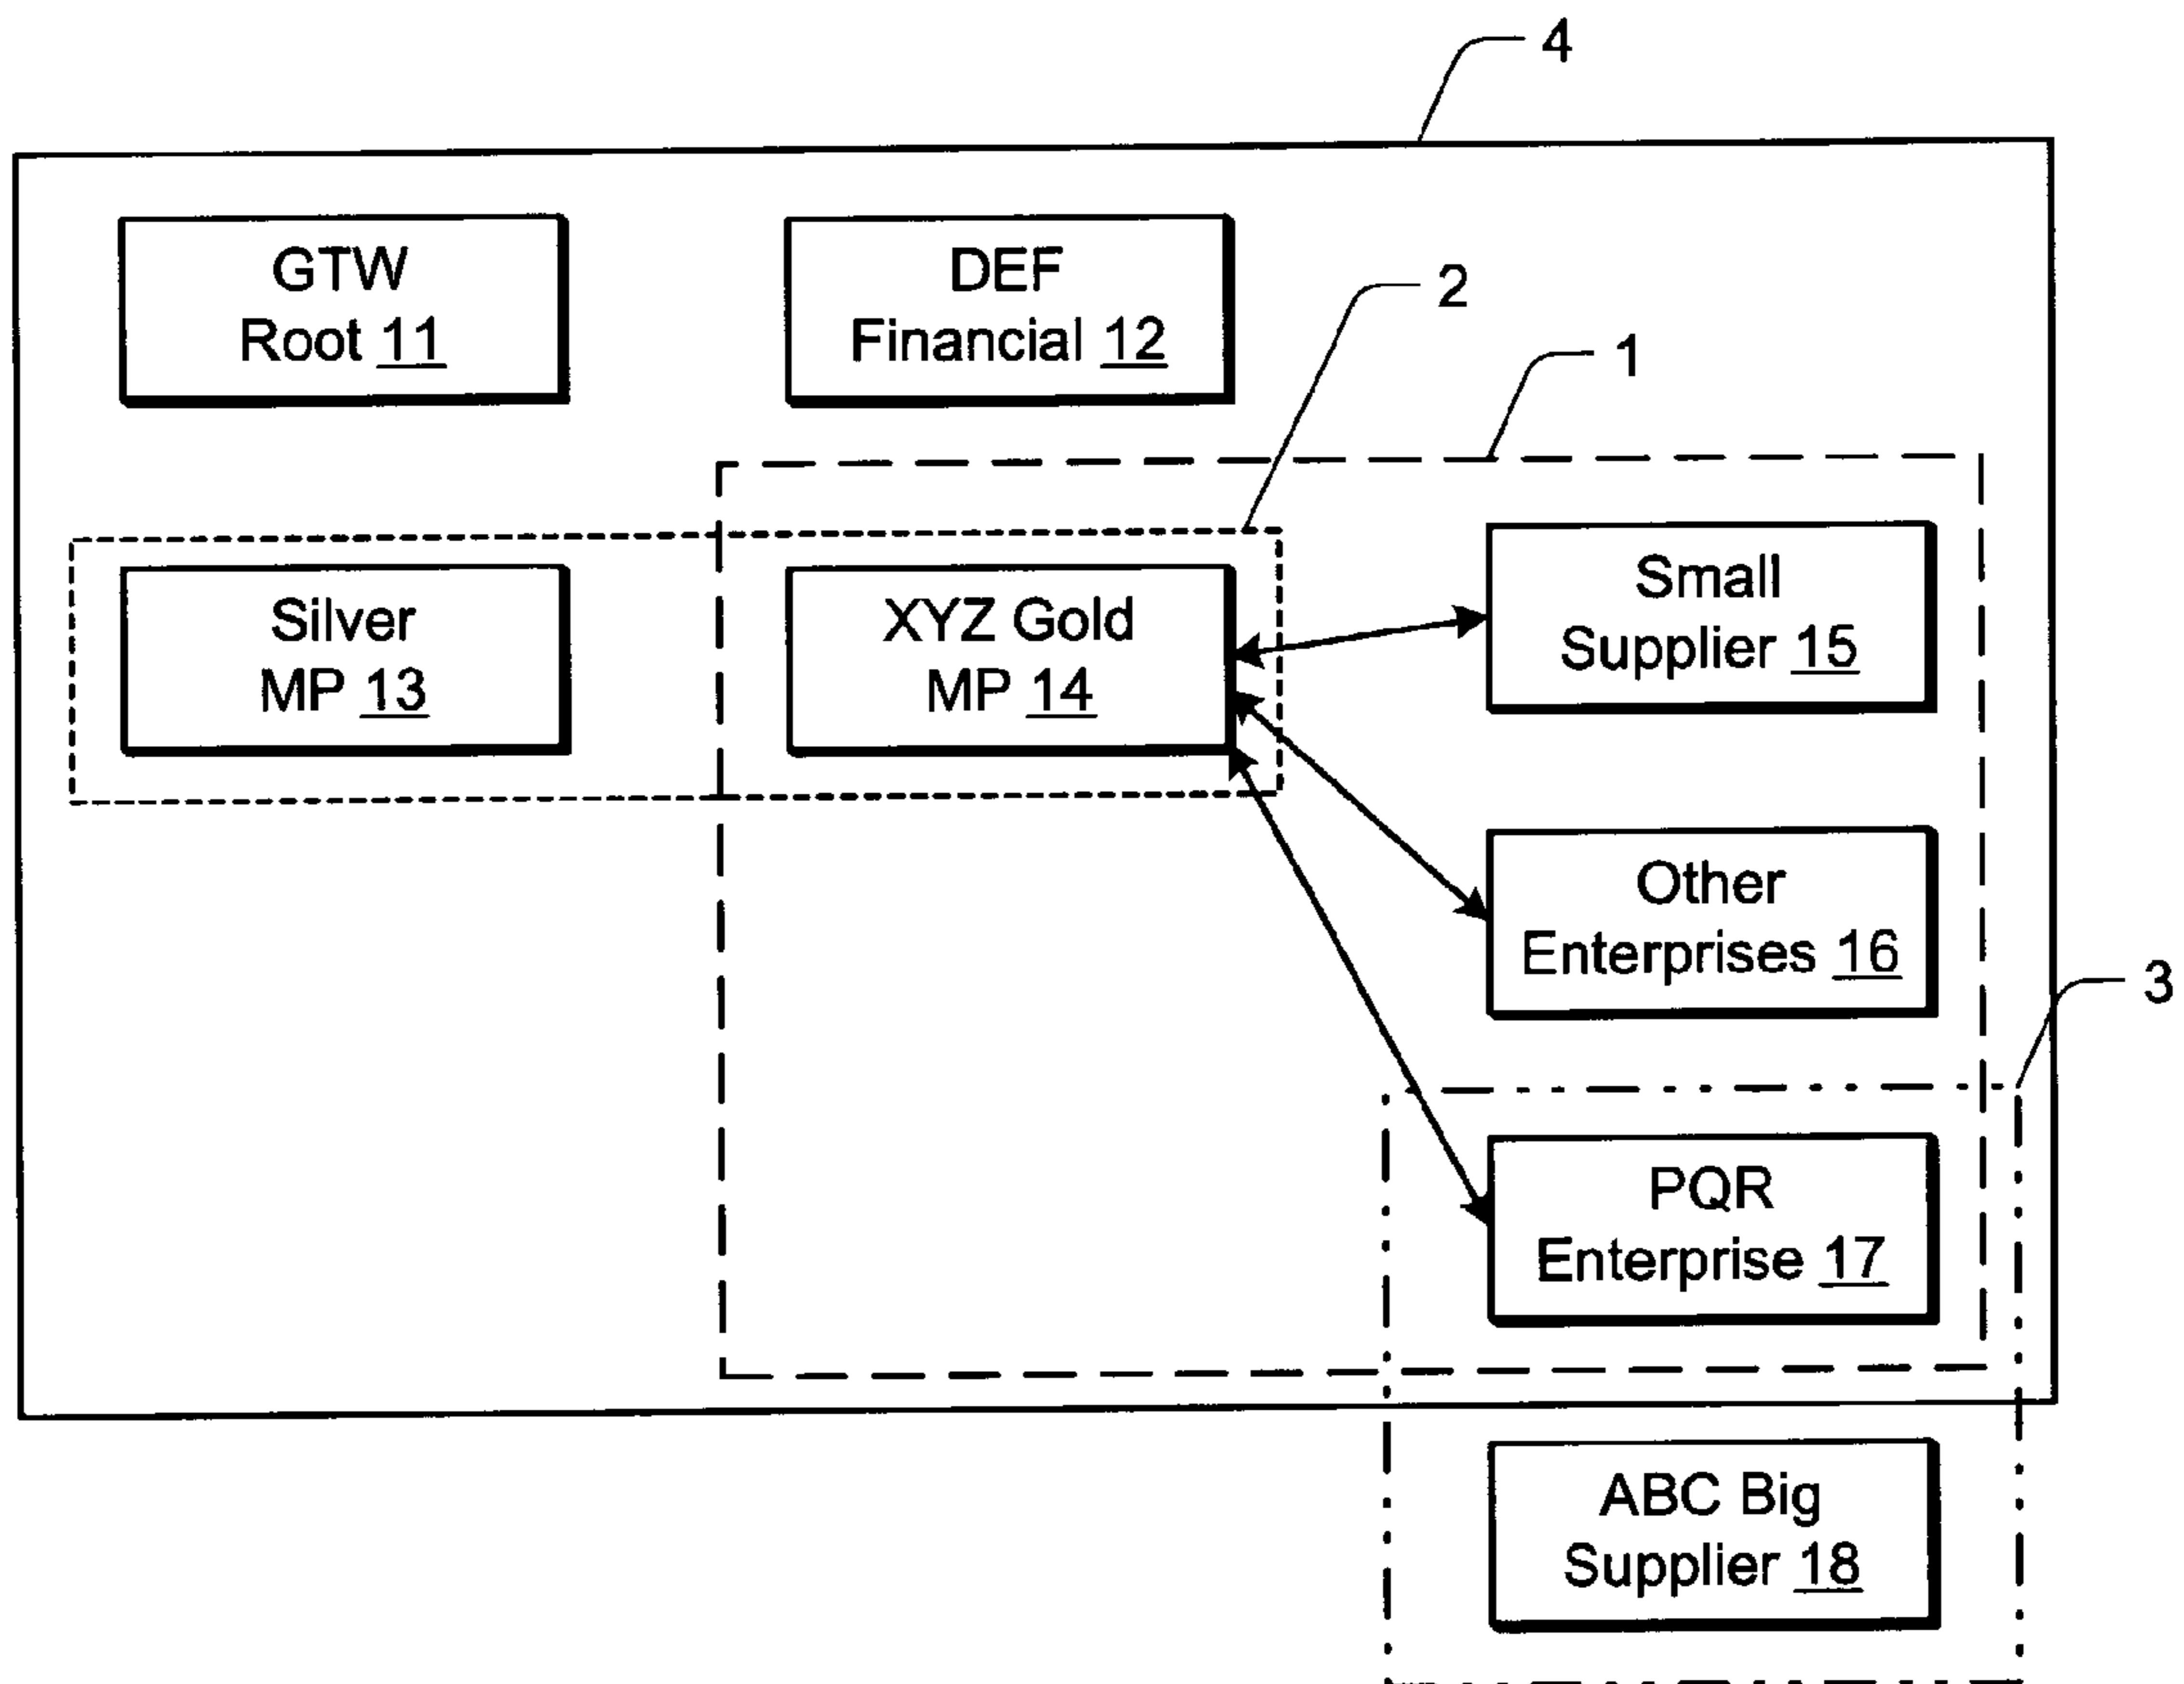 4
GTW
Root 11
DEF
Financial 12
2
1
Silver
MP 13
XYZ Gold
MP 14
Small
Supplier 15
Other
Enterprises 16
3
PQR
Enterprise 17
ABC Big
Supplier 18